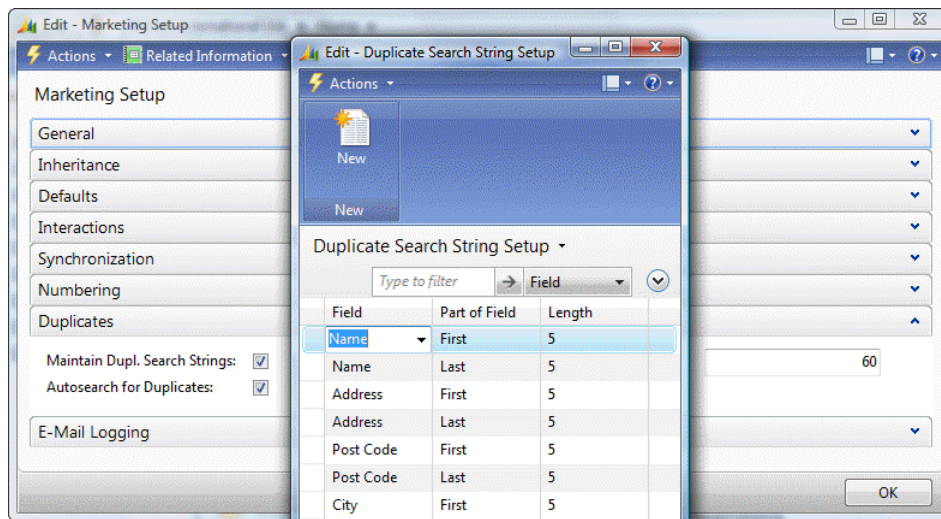 Edit - Marketing Setup
Actions
Related Information
Marketing Setup
General
Inheritance
Defaults
Interactions
Synchronization
Numbering
Duplicates
Maintain Dupl. Search Strings:
60
Autosearch for Duplicates:
E-Mail Logging
OK
Edit - Duplicate Search String Setup
Actions
New
New
Duplicate Search String Setup
Type to filter
Field
Field Part of Field Length
Name First 5
Name Last 5
Address First 5
Address Last 5
Post Code First 5
Post Code Last 5
City First 5